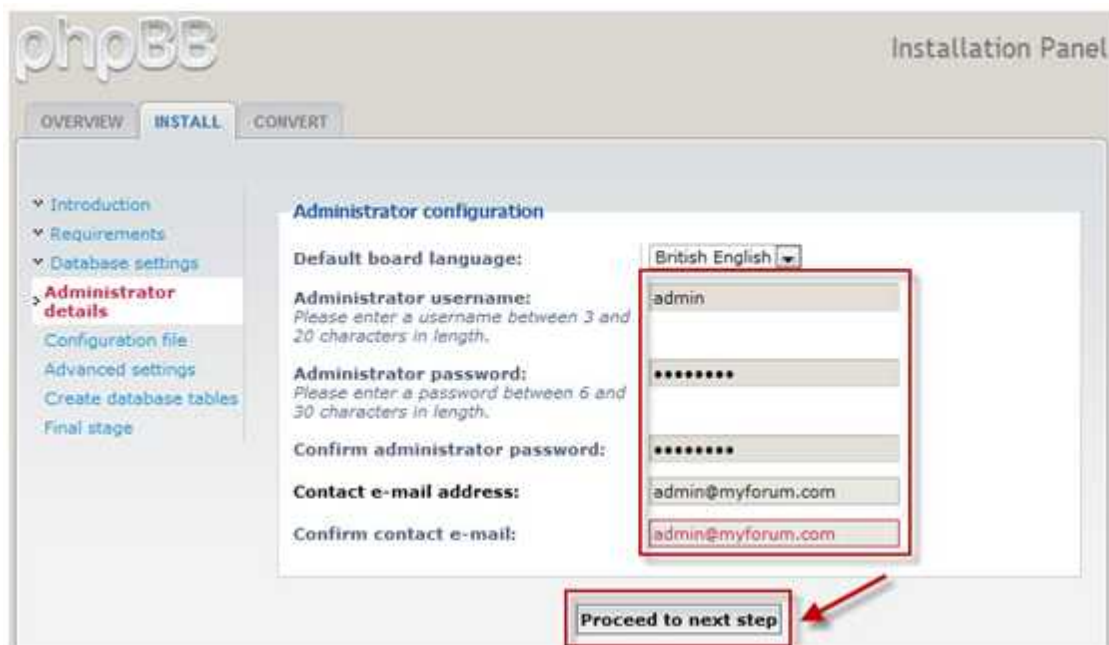 phpBB
Installation Panel
OVERVIEW INSTALL CONVERT
Introduction
Requirements
Database settings
Administrator
details
Configuration file
Advanced settings
Create database tables
Final stage
Administrator configuration
Default board language:
British English
Administrator username:
Please enter a username between 3 and
20 characters in length.
admin
Administrator password:
Please enter a password between 6 and
30 characters in length.
••••••••
Confirm administrator password:
••••••••
Contact e-mail address:
admin@myforum.com
Confirm contact e-mail:
admin@myforum.com
Proceed to next step